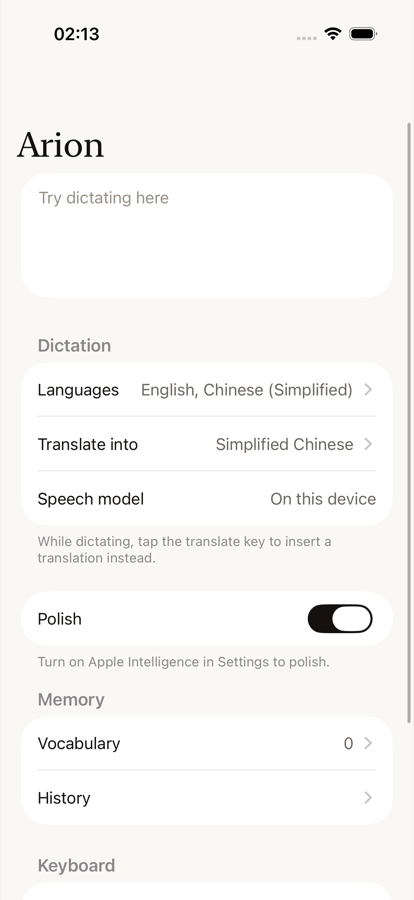 02:13
Arion
Try dictating here
Dictation
Languages English, Chinese (Simplified)
Translate into Simplified Chinese
Speech model On this device
While dictating, tap the translate key to insert a
translation instead.
Polish
Turn on Apple Intelligence in Settings to polish.
Memory
Vocabulary 0
History
Keyboard